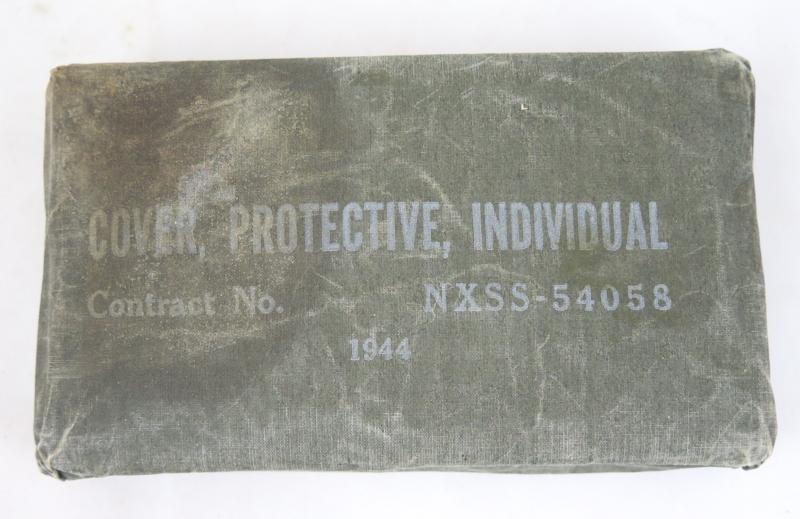 COVER, PROTECTIVE, INDIVIDUAL
Contract No. NXSS-54058
1944